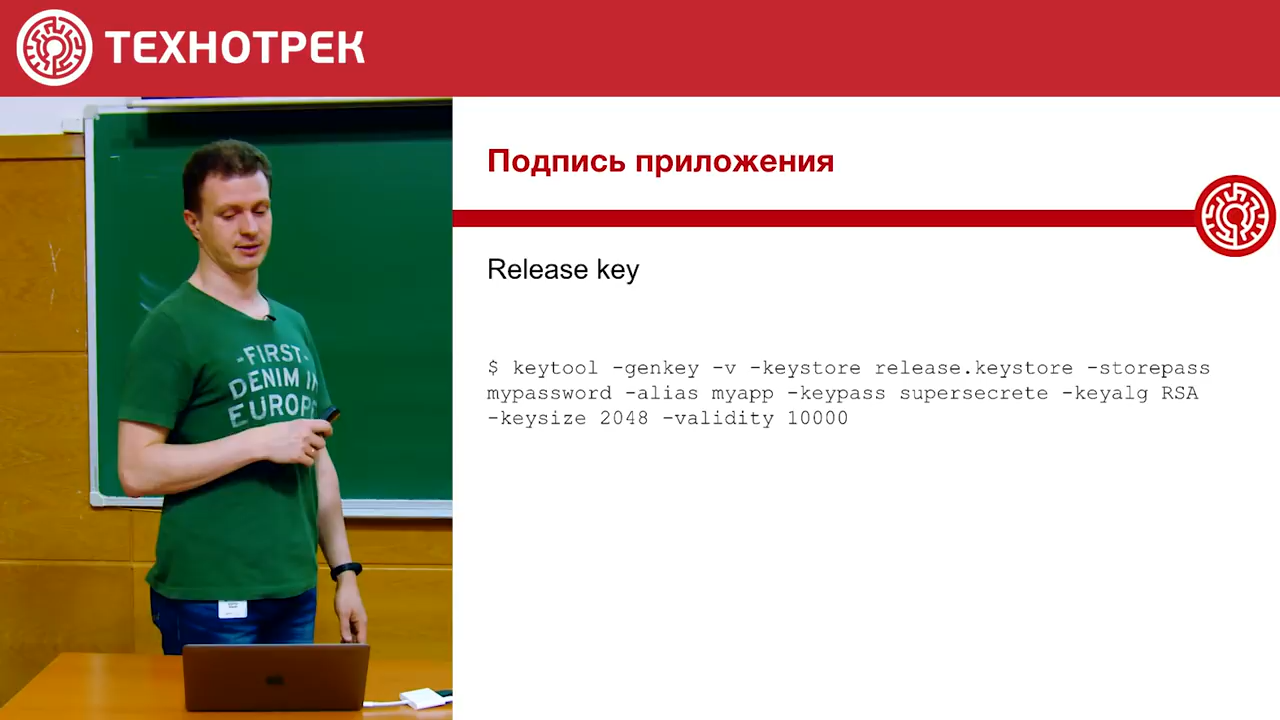 ТЕХНОТРЕК
Подпись приложения
Release key
$ keytool -genkey -v -keystore release.keystore -storepass
mypassword -alias myapp -keypass supersecrete -keyalg RSA
-keysize 2048 -validity 10000
-FIRST-
DENIM IN
EUROPE